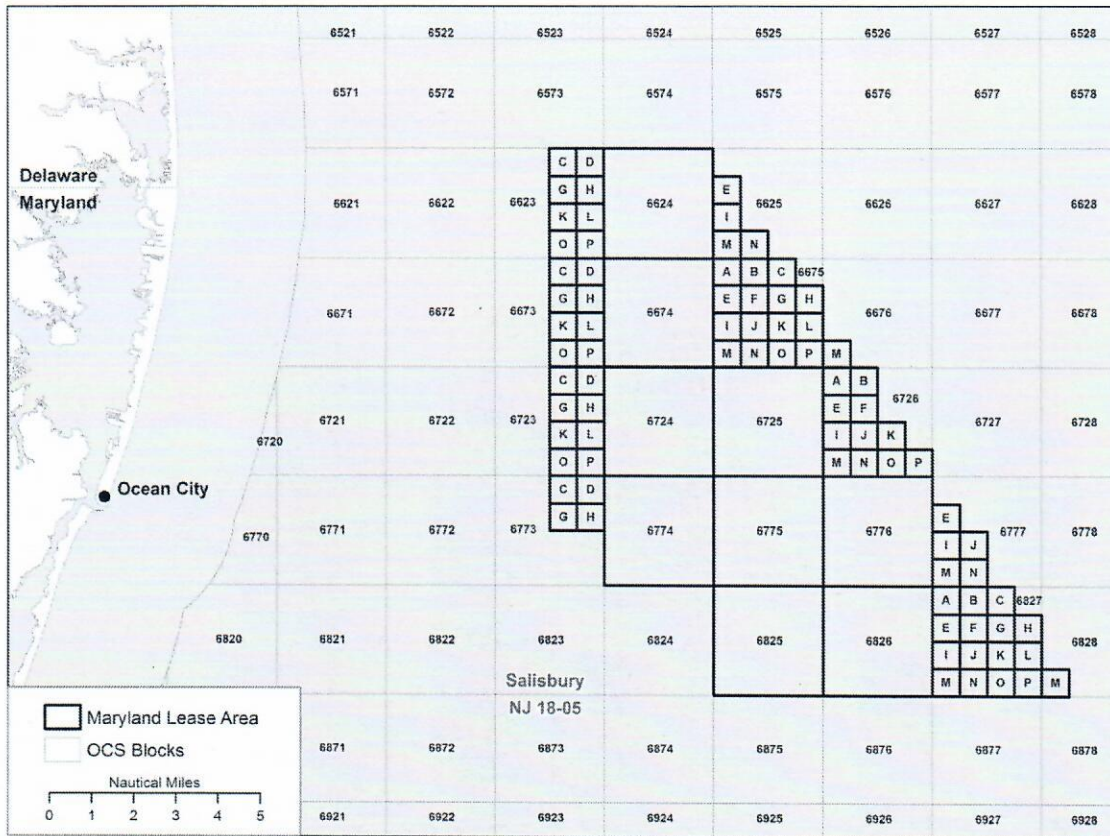 6521 6522 6523 6524 6525 6526 6527 6528
6571 6572 6573 6574 6575 6576 6577 6578
C D
Delaware
G H E
Maryland
6621 6622 6623 6624 6625 6626 6627 6628
K L I
O P M N
C D A B C 6675
G H E F G H
6671 6672 6673 6674 6676 6677 6678
K L I J K L
O P M N O P M
C D A B
G H E F 6726
6721 6722 6723 6724 6725 6727 6728
6720
K L I J K
O P M N O P
Ocean City
C D
G H E
6770 6771 6772 6773 6774 6775 6776 6777 6778
I J
M N
A B C 6827
E F G H
6820 6821 6822 6823 6824 6825 6826 6828
I J K L
Salisbury
M N O P M
NJ 18-05
Maryland Lease Area
OCS Blocks
6871 6872 6873 6874 6875 6876 6877 6878
Nautical Miles
0 1 2 3 4 5
6921 6922 6923 6924 6925 6926 6927 6928